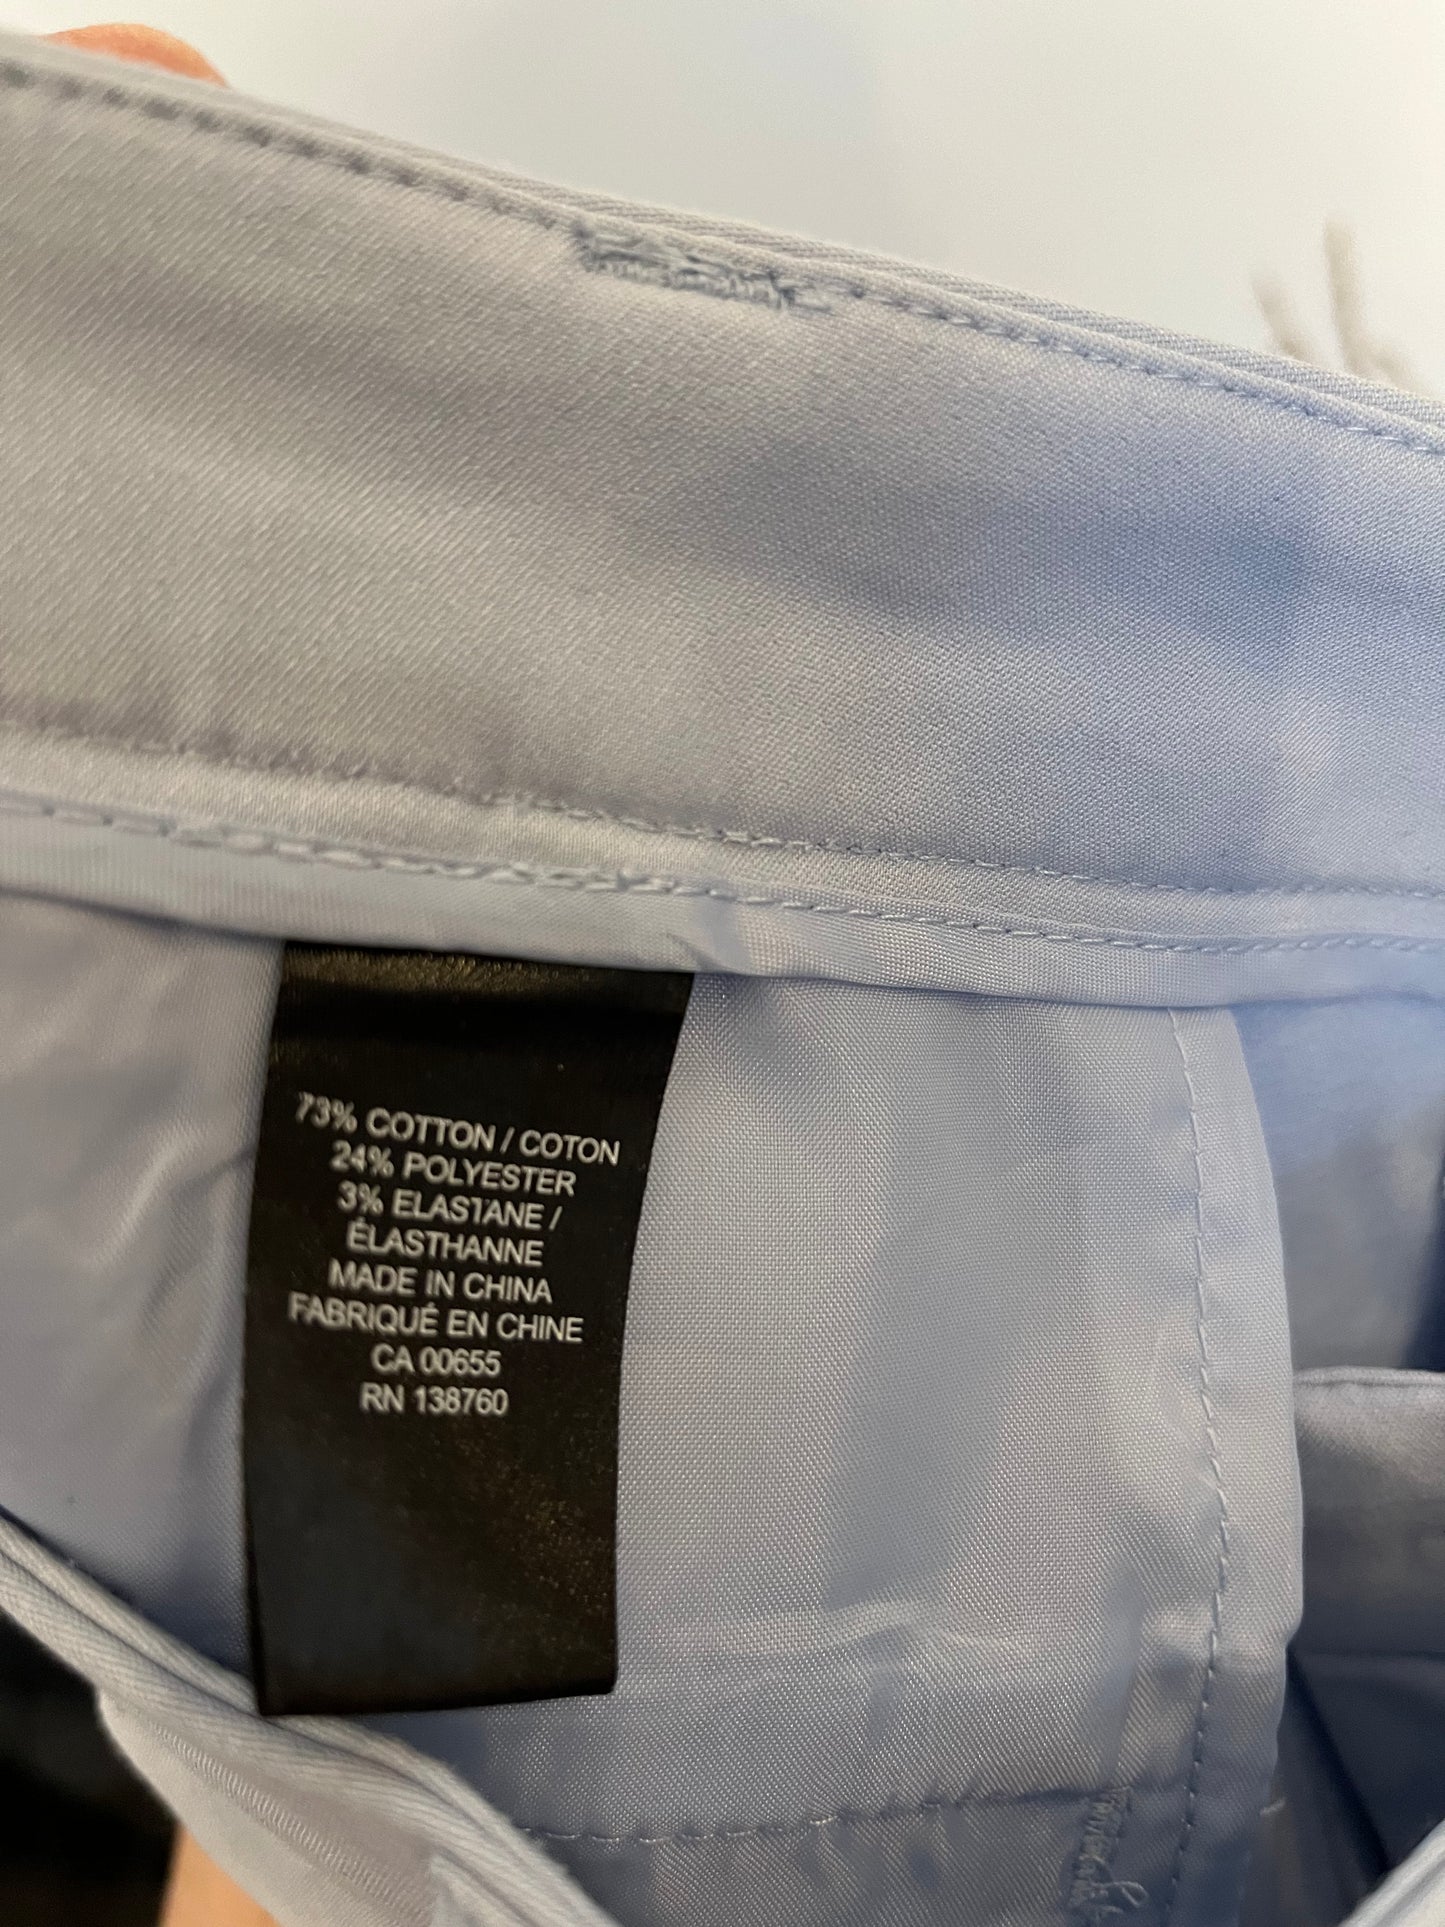 73% COTTON / COTON
24% POLYESTER
3% ELASTANE /
ÉLASTHANNE
MADE IN CHINA
FABRIQUÉ EN CHINE
CA 00655
RN 138760